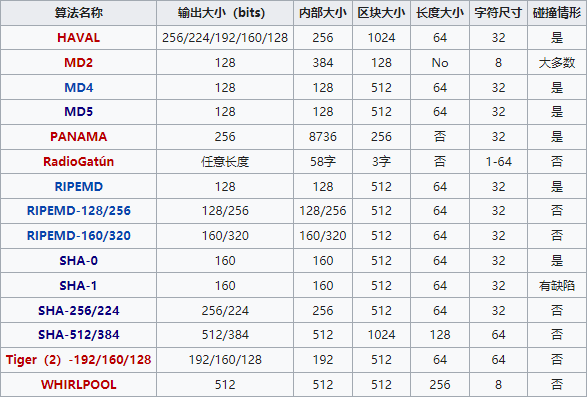 算法名称 输出大小（bits） 内部大小 区块大小 长度大小 字符尺寸 碰撞情形
HAVAL 256/224/192/160/128 256 1024 64 32 是
MD2 128 384 128 No 8 大多数
MD4 128 128 512 64 32 是
MD5 128 128 512 64 32 是
PANAMA 256 8736 256 否 32 是
RadioGatún 任意长度 58字 3字 否 1-64 否
RIPEMD 128 128 512 64 32 是
RIPEMD-128/256 128/256 128/256 512 64 32 否
RIPEMD-160/320 160/320 160/320 512 64 32 否
SHA-0 160 160 512 64 32 是
SHA-1 160 160 512 64 32 有缺陷
SHA-256/224 256/224 256 512 64 32 否
SHA-512/384 512/384 512 1024 128 64 否
Tiger（2）-192/160/128 192/160/128 192 512 64 64 否
WHIRLPOOL 512 512 512 256 8 否